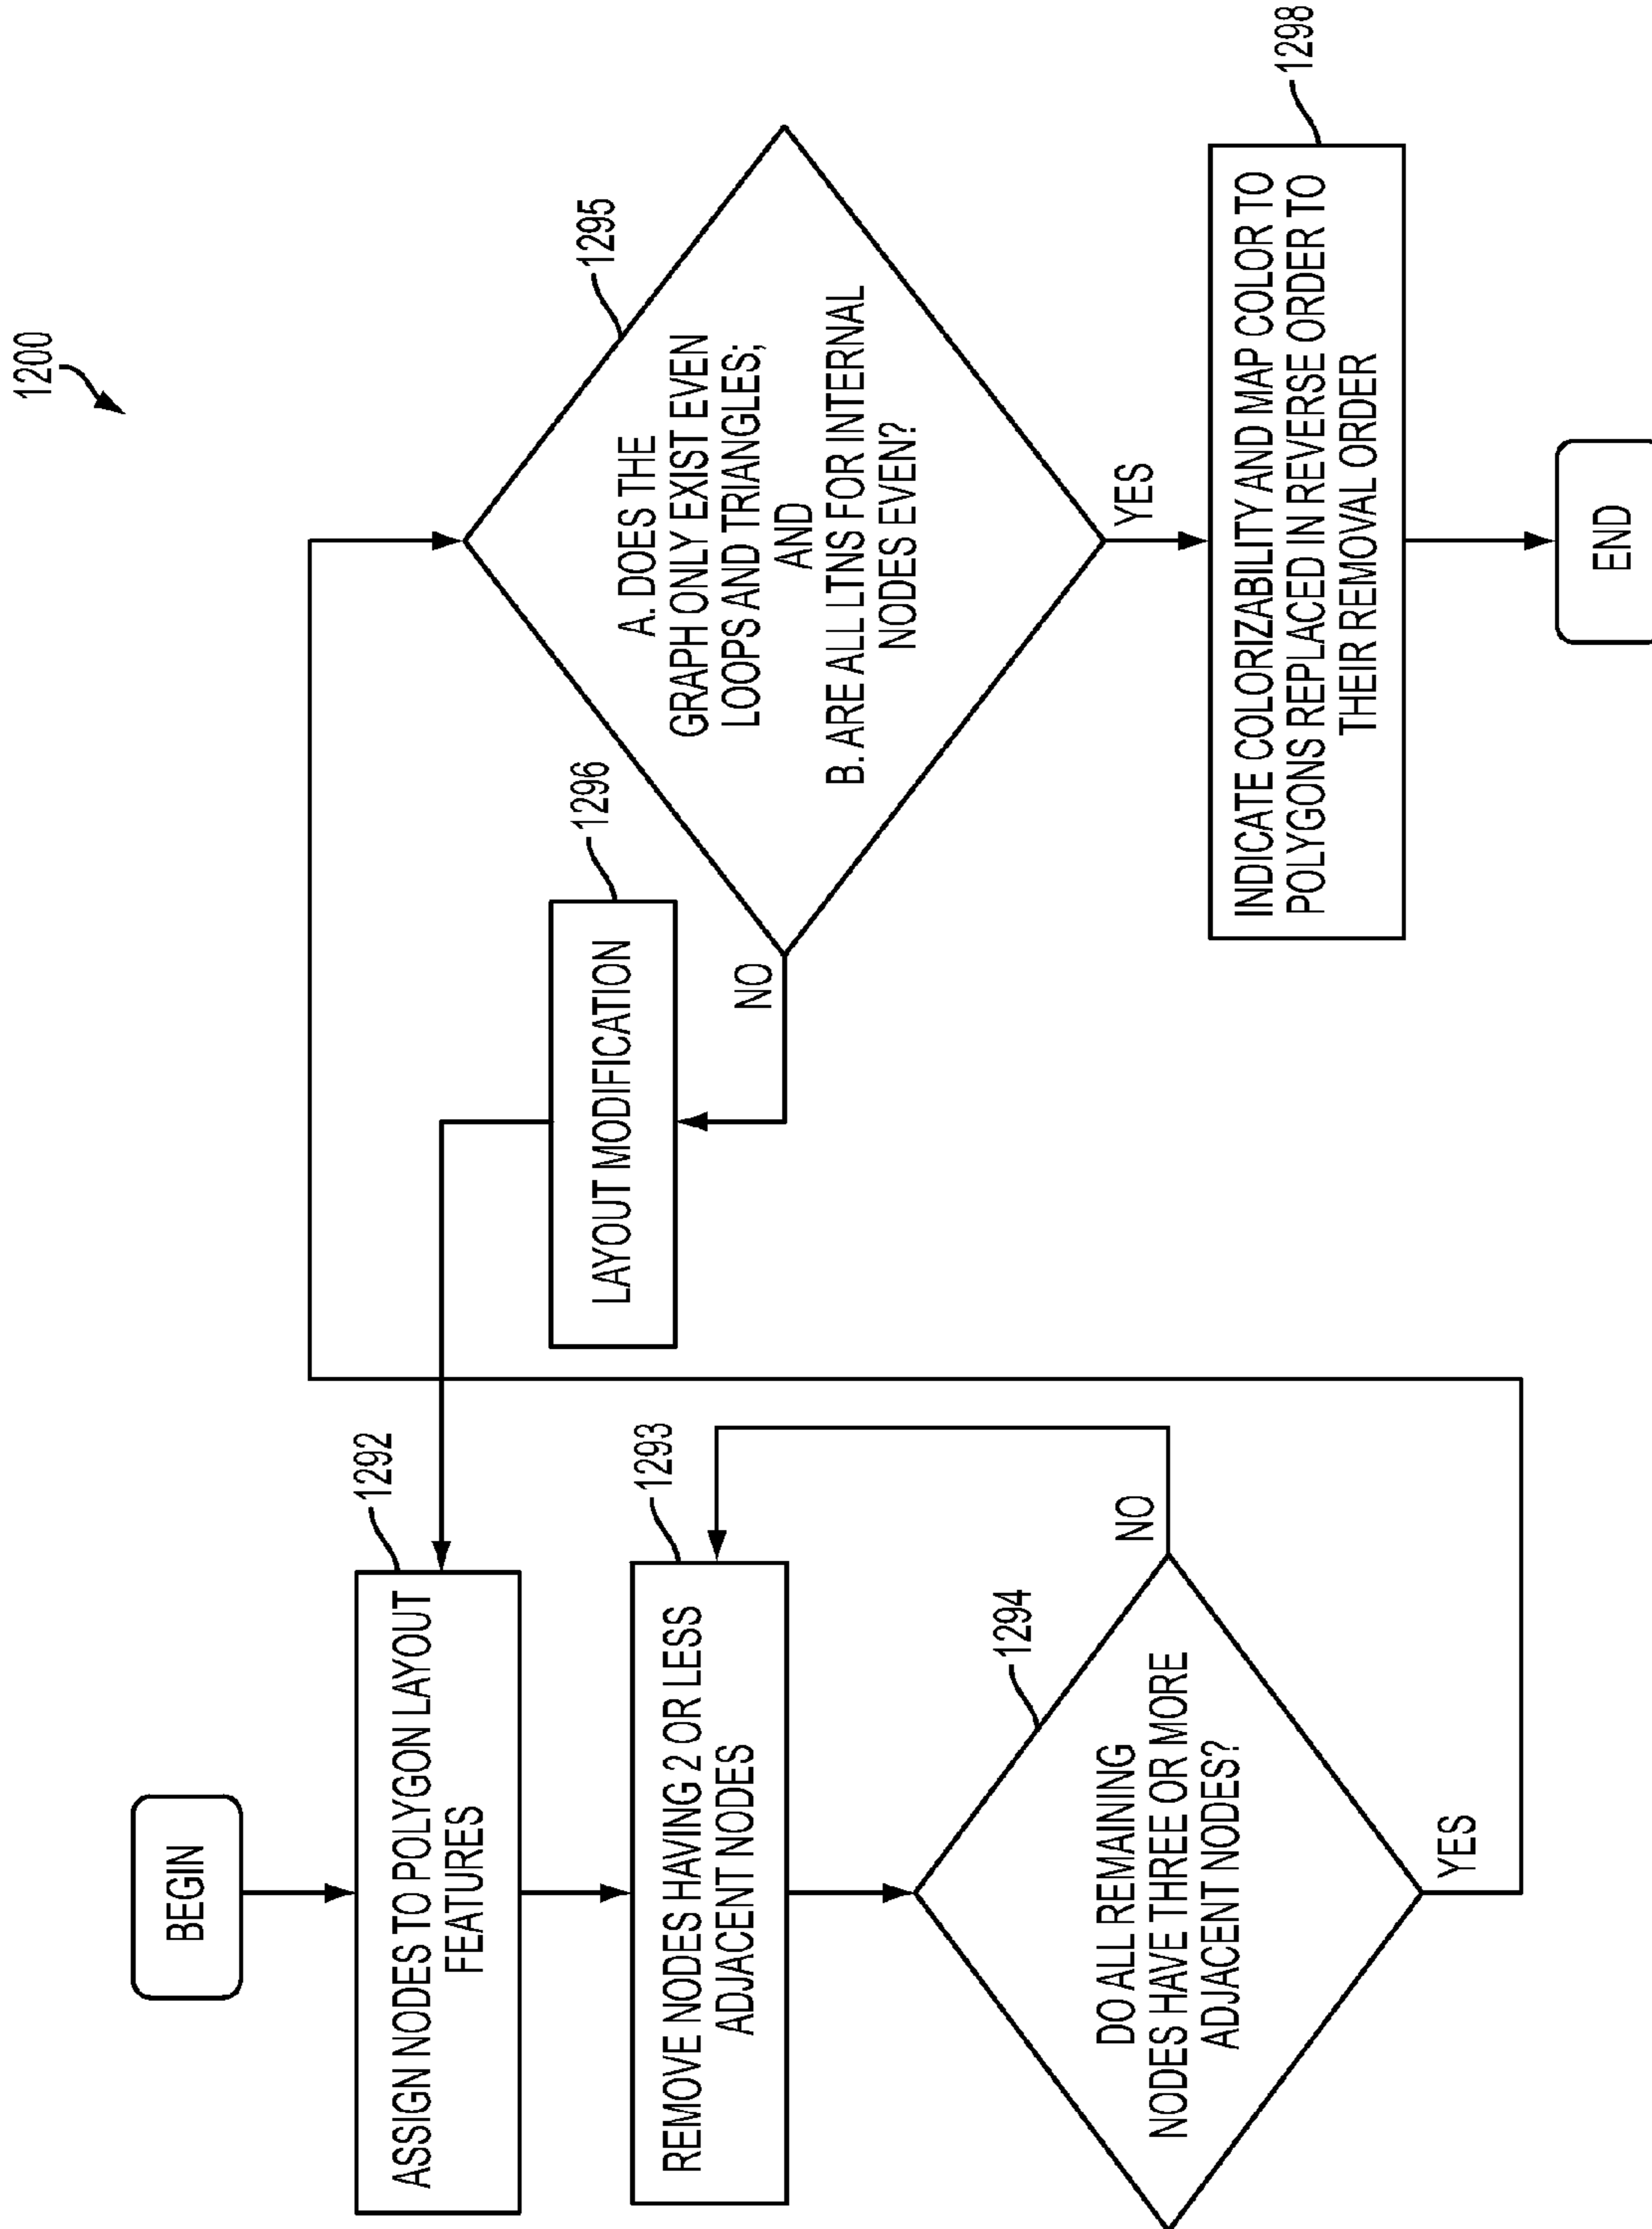 1200
BEGIN
1292
ASSIGN NODES TO POLYGON LAYOUT
FEATURES
1293
REMOVE NODES HAVING 2 OR LESS
ADJACENT NODES
1294
DO ALL REMAINING
NODES HAVE THREE OR MORE
ADJACENT NODES?
NO
YES
1295
A. DOES THE
GRAPH ONLY EXIST EVEN
LOOPS AND TRIANGLES;
AND
B. ARE ALL LTNS FOR INTERNAL
NODES EVEN?
NO
1296
LAYOUT MODIFICATION
YES
1298
INDICATE COLORIZABILITY AND MAP COLOR TO
POLYGONS REPLACED IN REVERSE ORDER TO
THEIR REMOVAL ORDER
END